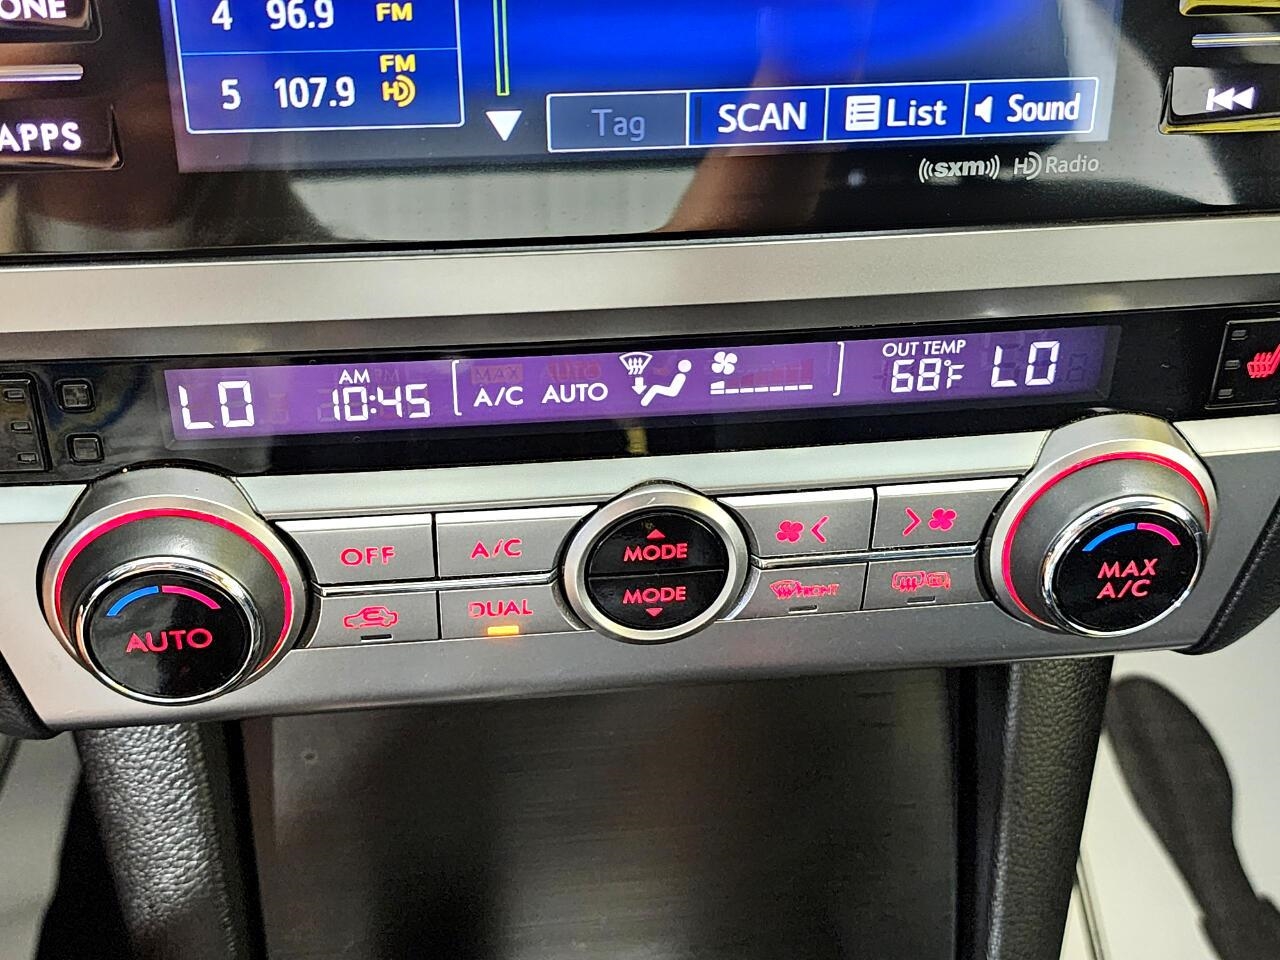 ONE
4 96.9 FM
5 107.9 FM HD
APPS
Tag SCAN List Sound
((sxm)) HD Radio
LO AM 10:45 A/C AUTO OUT TEMP 68°F LO
OFF A/C MODE
DUAL MODE FRONT
AUTO
MAX
A/C